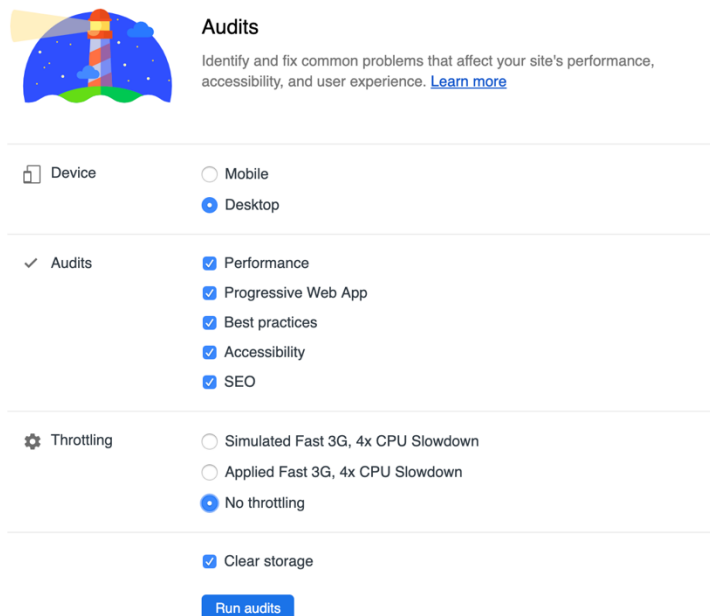 Audits
Identify and fix common problems that affect your site's performance,
accessibility, and user experience. Learn more
Device
Mobile
Desktop
Audits
Performance
Progressive Web App
Best practices
Accessibility
SEO
Throttling
Simulated Fast 3G, 4x CPU Slowdown
Applied Fast 3G, 4x CPU Slowdown
No throttling
Clear storage
Run audits